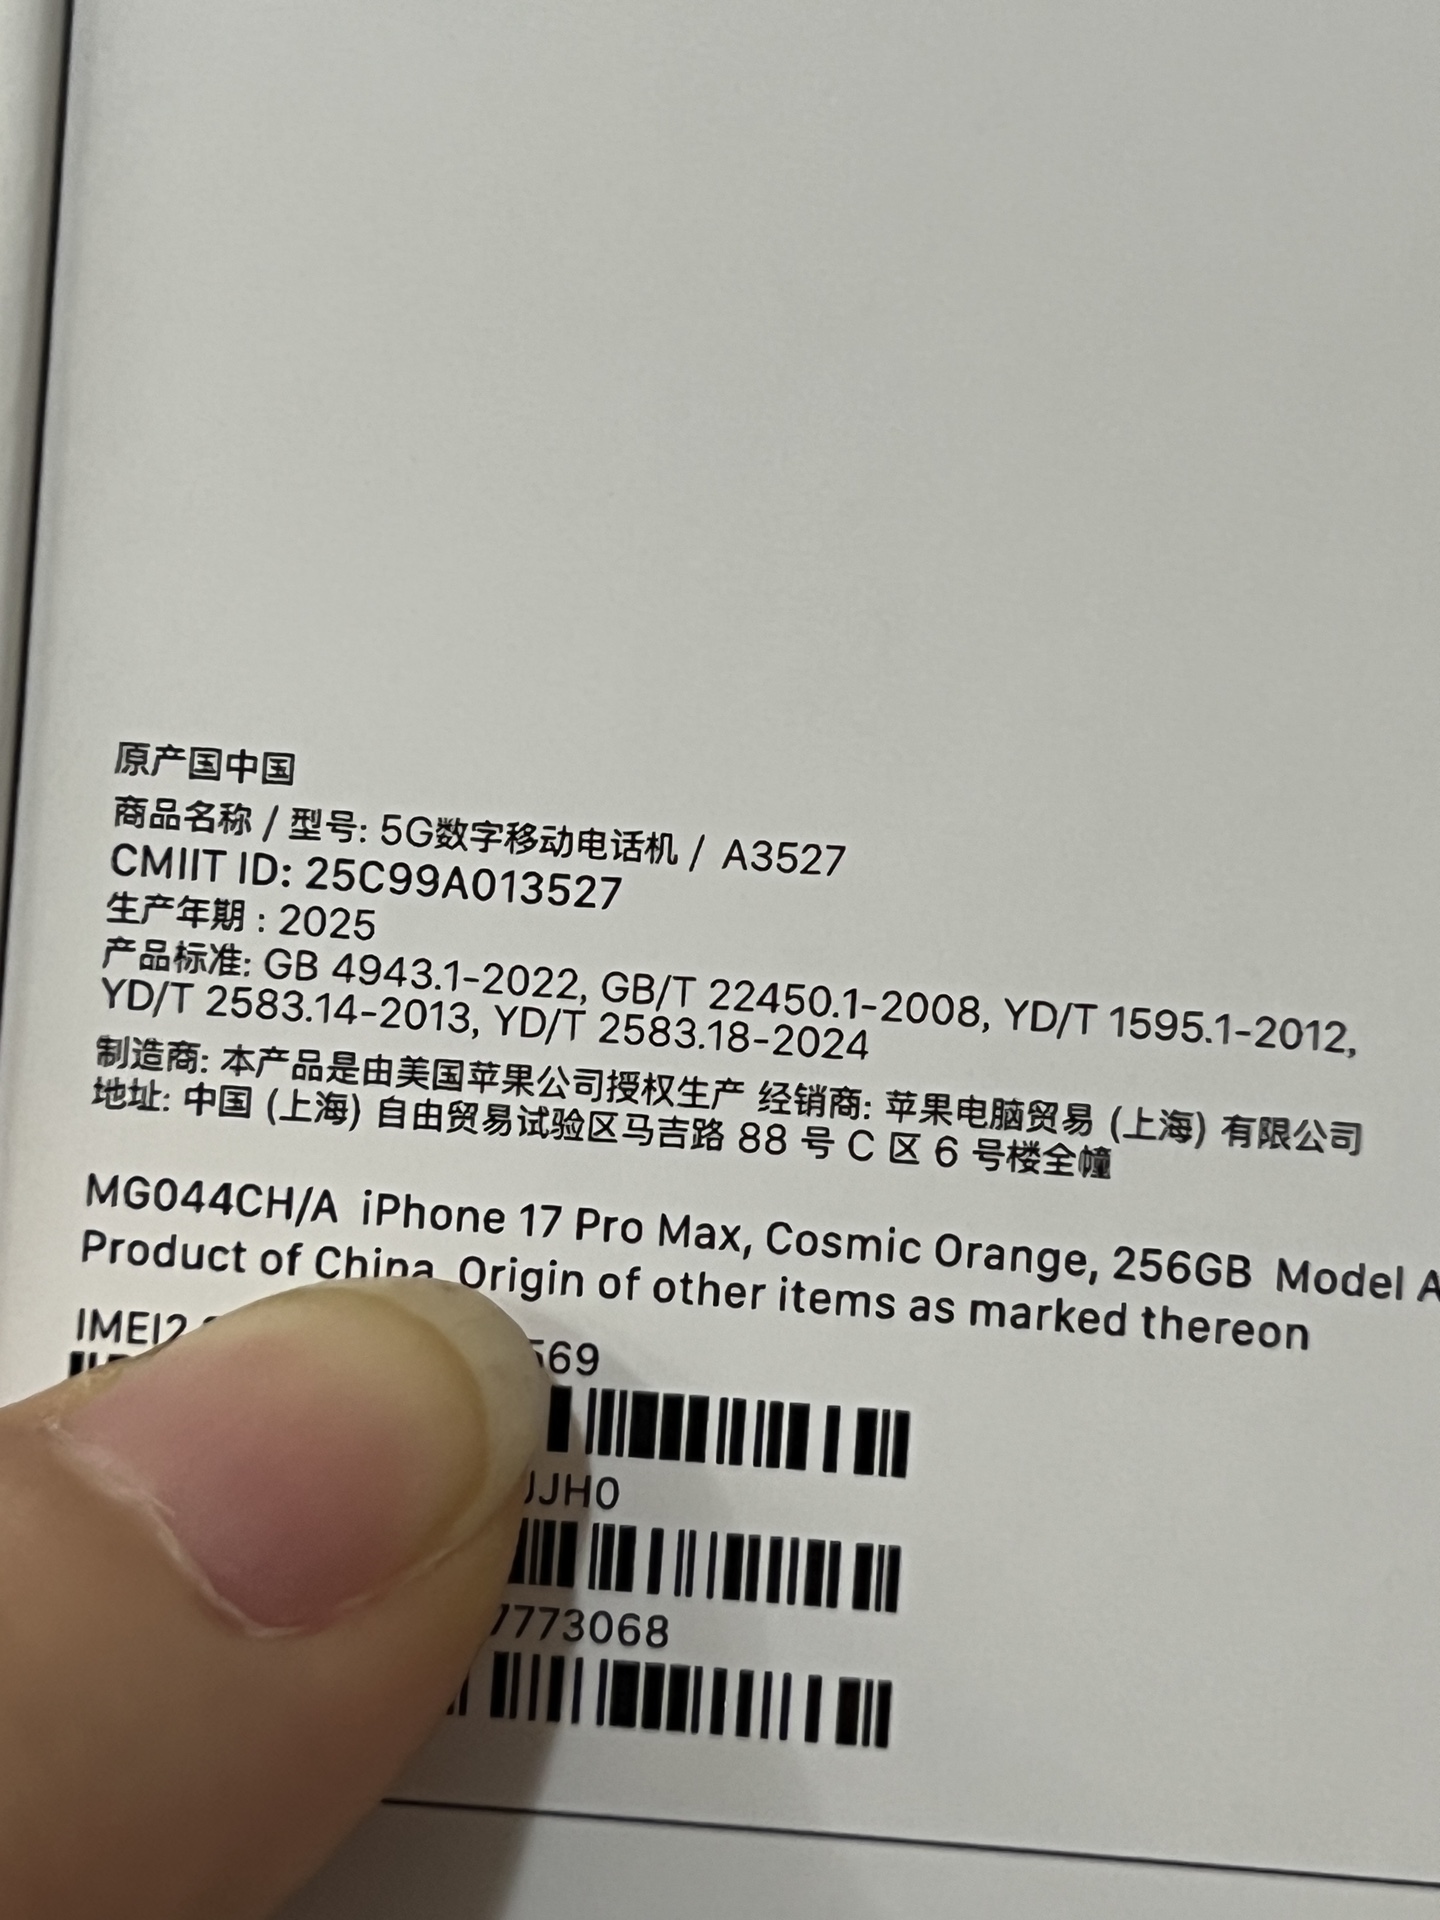 原产国中国
商品名称 / 型号: 5G数字移动电话机 / A3527
CMIIT ID: 25C99A013527
生产年期 : 2025
产品标准: GB 4943.1-2022, GB/T 22450.1-2008, YD/T 1595.1-2012,
YD/T 2583.14-2013, YD/T 2583.18-2024
制造商: 本产品是由美国苹果公司授权生产 经销商: 苹果电脑贸易 (上海) 有限公司
地址: 中国 (上海) 自由贸易试验区马吉路 88 号 C 区 6 号楼全幢
MG044CH/A iPhone 17 Pro Max, Cosmic Orange, 256GB Model
Product of China Origin of other items as marked thereon
IMEI2 569
JJH0
773068